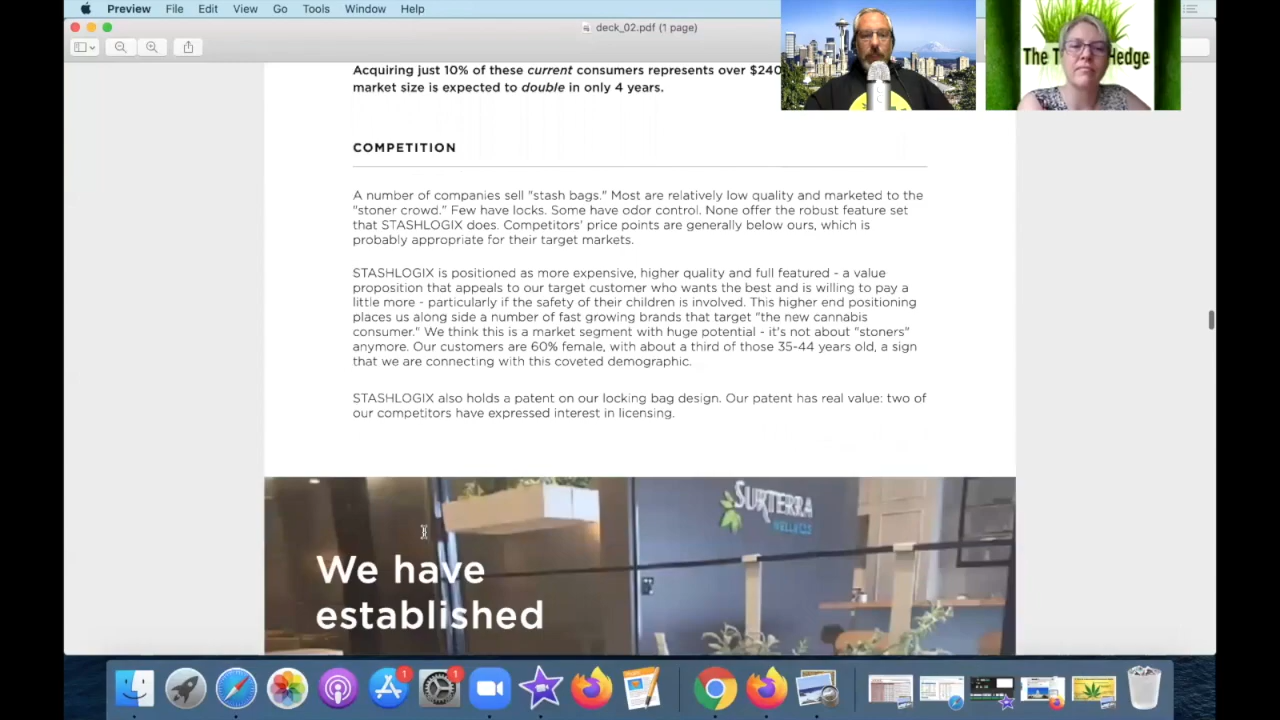 Preview File Edit View Go Tools Window Help
deck_02.pdf (1 page)
The Hedge
Acquiring just 10% of these current consumers represents over $240
market size is expected to double in only 4 years.
COMPETITION
A number of companies sell "stash bags." Most are relatively low quality and marketed to the
"stoner crowd." Few have locks. Some have odor control. None offer the robust feature set
that STASHLOGIX does. Competitors' price points are generally below ours, which is
probably appropriate for their target markets.
STASHLOGIX is positioned as more expensive, higher quality and full featured - a value
proposition that appeals to our target customer who wants the best and is willing to pay a
little more - particularly if the safety of their children is involved. This higher end positioning
places us along side a number of fast growing brands that target "the new cannabis
consumer." We think this is a market segment with huge potential - it's not about "stoners"
anymore. Our customers are 60% female, with about a third of those 35-44 years old, a sign
that we are connecting with this coveted demographic.
STASHLOGIX also holds a patent on our locking bag design. Our patent has real value: two of
our competitors have expressed interest in licensing.
SURTERRA
WELLNESS
We have
established
1
1